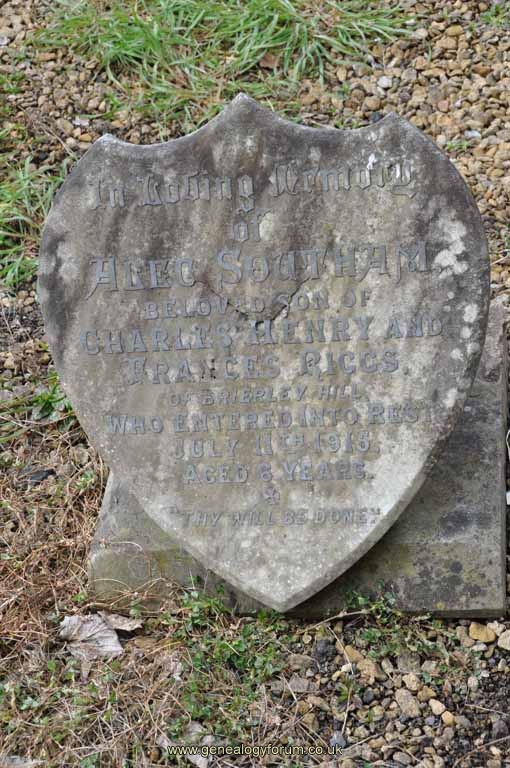 In Loving Memory
of
ALEC SOUTHAM
BELOVED SON OF
CHARLES HENRY AND
FRANCES RIGGS
OF BRIERLEY HILL
WHO ENTERED INTO REST
JULY 11TH 1915,
AGED 6 YEARS.
"THY WILL BE DONE."
www.genealogyforum.co.uk